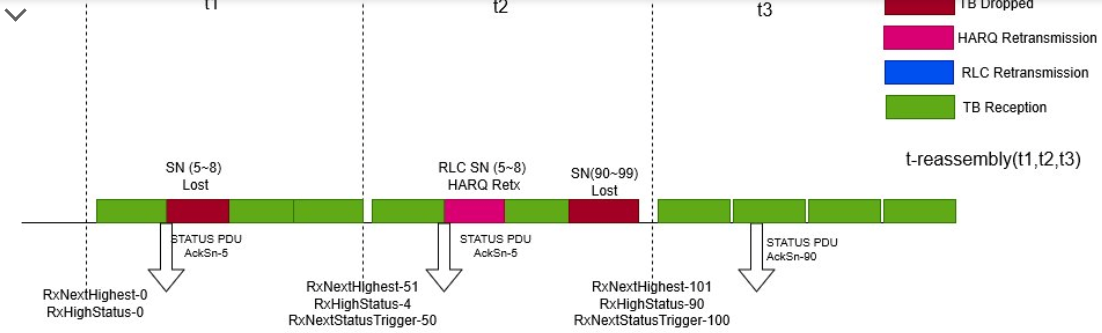 t1
t2
t3
TB Dropped
HARQ Retransmission
RLC Retransmission
TB Reception
t-reassembly(t1,t2,t3)
SN (5~8)
Lost
RLC SN (5~8)
HARQ Retx
SN(90~99)
Lost
STATUS PDU
AckSn-5
STATUS PDU
AckSn-5
STATUS PDU
AckSn-90
RxNextHighest-0
RxHighStatus-0
RxNextHighest-51
RxHighStatus-4
RxNextStatusTrigger-50
RxNextHighest-101
RxHighStatus-90
RxNextStatusTrigger-100